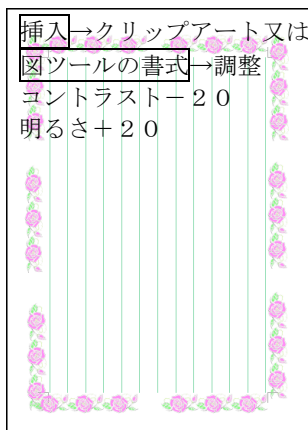 挿入→クリップアート又は
図ツールの書式→調整
コントラスト－２０
明るさ＋２０